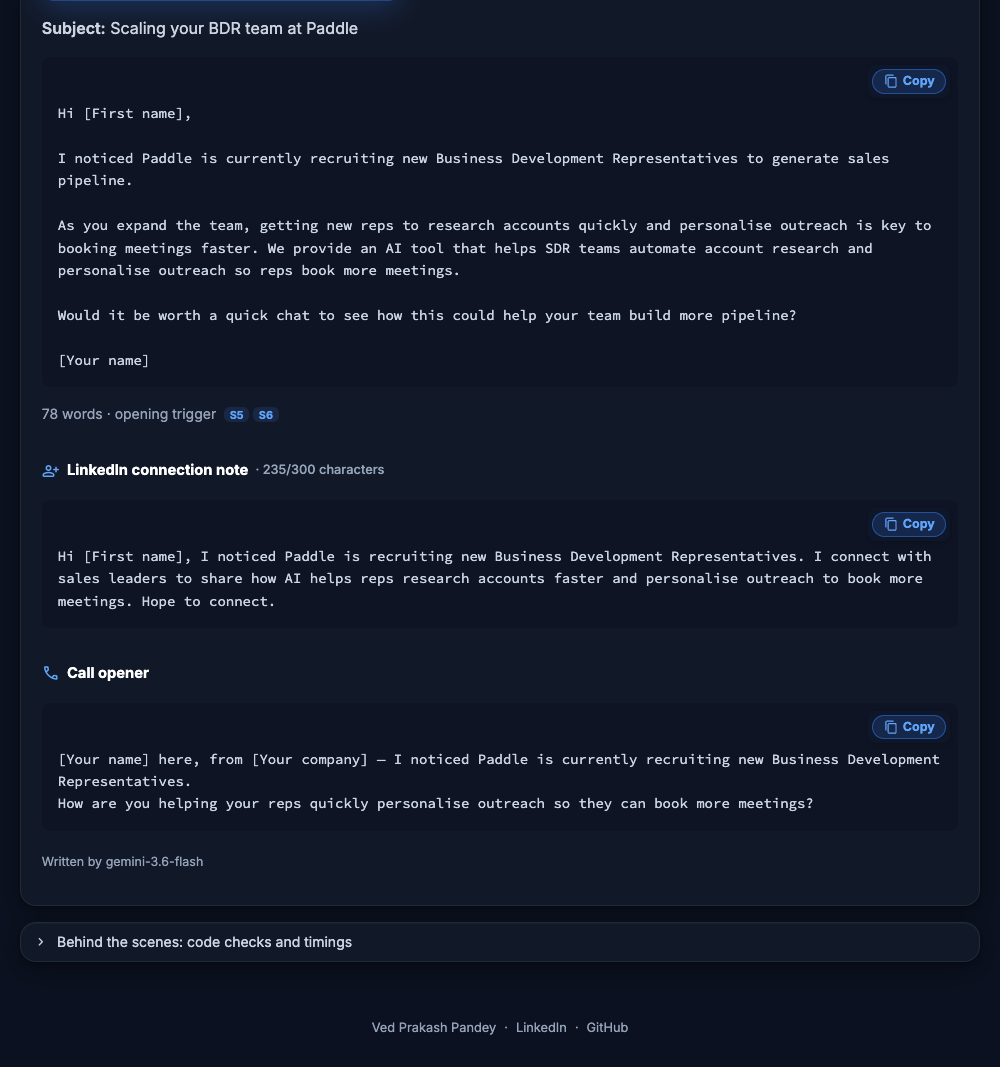 Subject: Scaling your BDR team at Paddle
Copy
Hi [First name],
I noticed Paddle is currently recruiting new Business Development Representatives to generate sales
pipeline.
As you expand the team, getting new reps to research accounts quickly and personalise outreach is key to
booking meetings faster. We provide an AI tool that helps SDR teams automate account research and
personalise outreach so reps book more meetings.
Would it be worth a quick chat to see how this could help your team build more pipeline?
[Your name]
78 words · opening trigger S5 S6
LinkedIn connection note · 235/300 characters
Copy
Hi [First name], I noticed Paddle is recruiting new Business Development Representatives. I connect with
sales leaders to share how AI helps reps research accounts faster and personalise outreach to book more
meetings. Hope to connect.
Call opener
Copy
[Your name] here, from [Your company] — I noticed Paddle is currently recruiting new Business Development
Representatives.
How are you helping your reps quickly personalise outreach so they can book more meetings?
Written by gemini-3.6-flash
Behind the scenes: code checks and timings
Ved Prakash Pandey · LinkedIn · GitHub